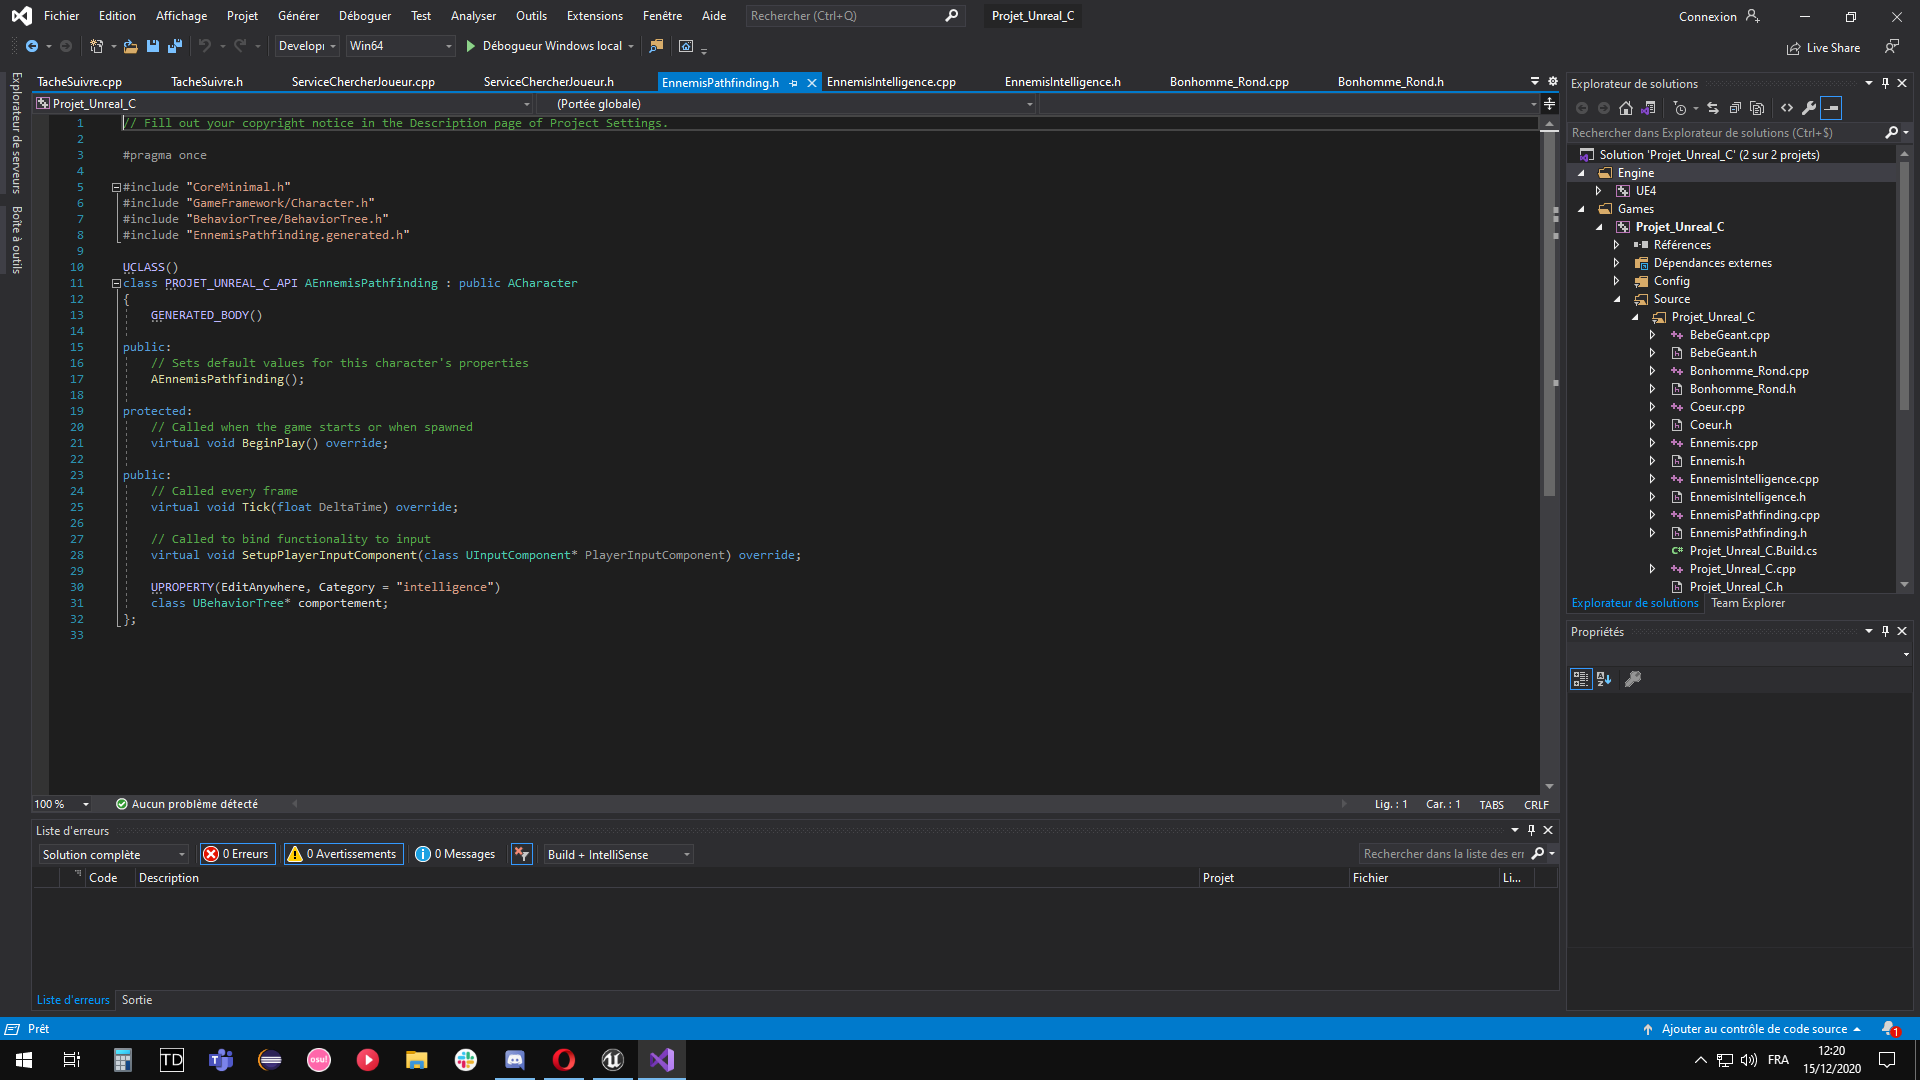 Fichier Edition Affichage Projet Générer Déboguer Test Analyser Outils Extensions Fenêtre Aide Rechercher (Ctrl+Q) Projet_Unreal_C Connexion
Developi Win64 Débogueur Windows local Live Share
Explorateur de serveurs
Boîte à outils
TacheSuivre.cpp TacheSuivre.h ServiceChercherJoueur.cpp ServiceChercherJoueur.h EnnemisPathfinding.h EnnemisIntelligence.cpp EnnemisIntelligence.h Bonhomme_Rond.cpp Bonhomme_Rond.h
Projet_Unreal_C (Portée globale)
1 // Fill out your copyright notice in the Description page of Project Settings.
2
3 #pragma once
4
5 #include "CoreMinimal.h"
6 #include "GameFramework/Character.h"
7 #include "BehaviorTree/BehaviorTree.h"
8 #include "EnnemisPathfinding.generated.h"
9
10 UCLASS()
11 class PROJET_UNREAL_C_API AEnnemisPathfinding : public ACharacter
12 {
13 GENERATED_BODY()
14
15 public:
16 // Sets default values for this character's properties
17 AEnnemisPathfinding();
18
19 protected:
20 // Called when the game starts or when spawned
21 virtual void BeginPlay() override;
22
23 public:
24 // Called every frame
25 virtual void Tick(float DeltaTime) override;
26
27 // Called to bind functionality to input
28 virtual void SetupPlayerInputComponent(class UInputComponent* PlayerInputComponent) override;
29
30 UPROPERTY(EditAnywhere, Category = "intelligence")
31 class UBehaviorTree* comportement;
32 };
33
100 % Aucun problème détecté Lig. : 1 Car. : 1 TABS CRLF
Liste d'erreurs
Solution complète 0 Erreurs 0 Avertissements 0 Messages Build + IntelliSense Rechercher dans la liste des err
Code Description Projet Fichier Li...
Liste d'erreurs Sortie
Explorateur de solutions
Rechercher dans Explorateur de solutions (Ctrl+$)
Solution 'Projet_Unreal_C' (2 sur 2 projets)
Engine
UE4
Games
Projet_Unreal_C
Références
Dépendances externes
Config
Source
Projet_Unreal_C
BebeGeant.cpp
BebeGeant.h
Bonhomme_Rond.cpp
Bonhomme_Rond.h
Coeur.cpp
Coeur.h
Ennemis.cpp
Ennemis.h
EnnemisIntelligence.cpp
EnnemisIntelligence.h
EnnemisPathfinding.cpp
EnnemisPathfinding.h
C# Projet_Unreal_C.Build.cs
Projet_Unreal_C.cpp
Projet_Unreal_C.h
Explorateur de solutions Team Explorer
Propriétés
Prêt Ajouter au contrôle de code source 1
TD osu! FRA 12:20
15/12/2020